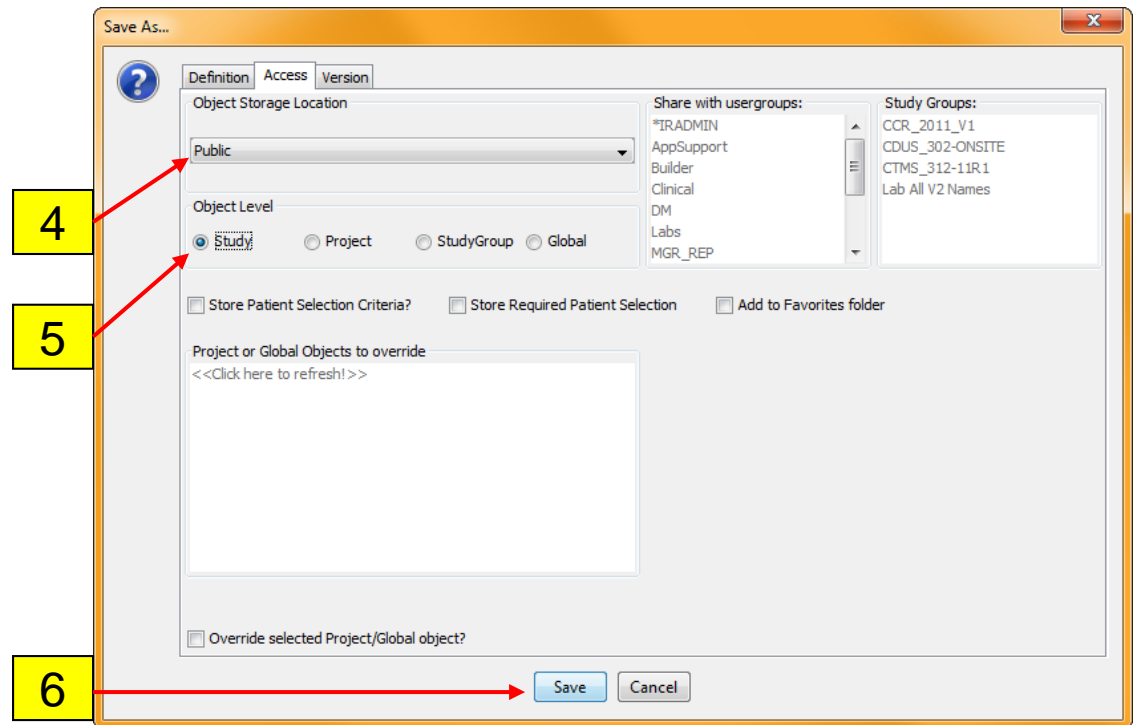 Save As...
Definition Access Version
Object Storage Location
Public
Object Level
Study Project StudyGroup Global
Share with usergroups:
*IRADMIN
AppSupport
Builder
Clinical
DM
Labs
MGR_REP
Study Groups:
CCR_2011_V1
CDUS_302-ONSITE
CTMS_312-11R1
Lab All V2 Names
4
5
Store Patient Selection Criteria? Store Required Patient Selection Add to Favorites folder
Project or Global Objects to override
<<Click here to refresh!>>
Override selected Project/Global object?
6
Save Cancel